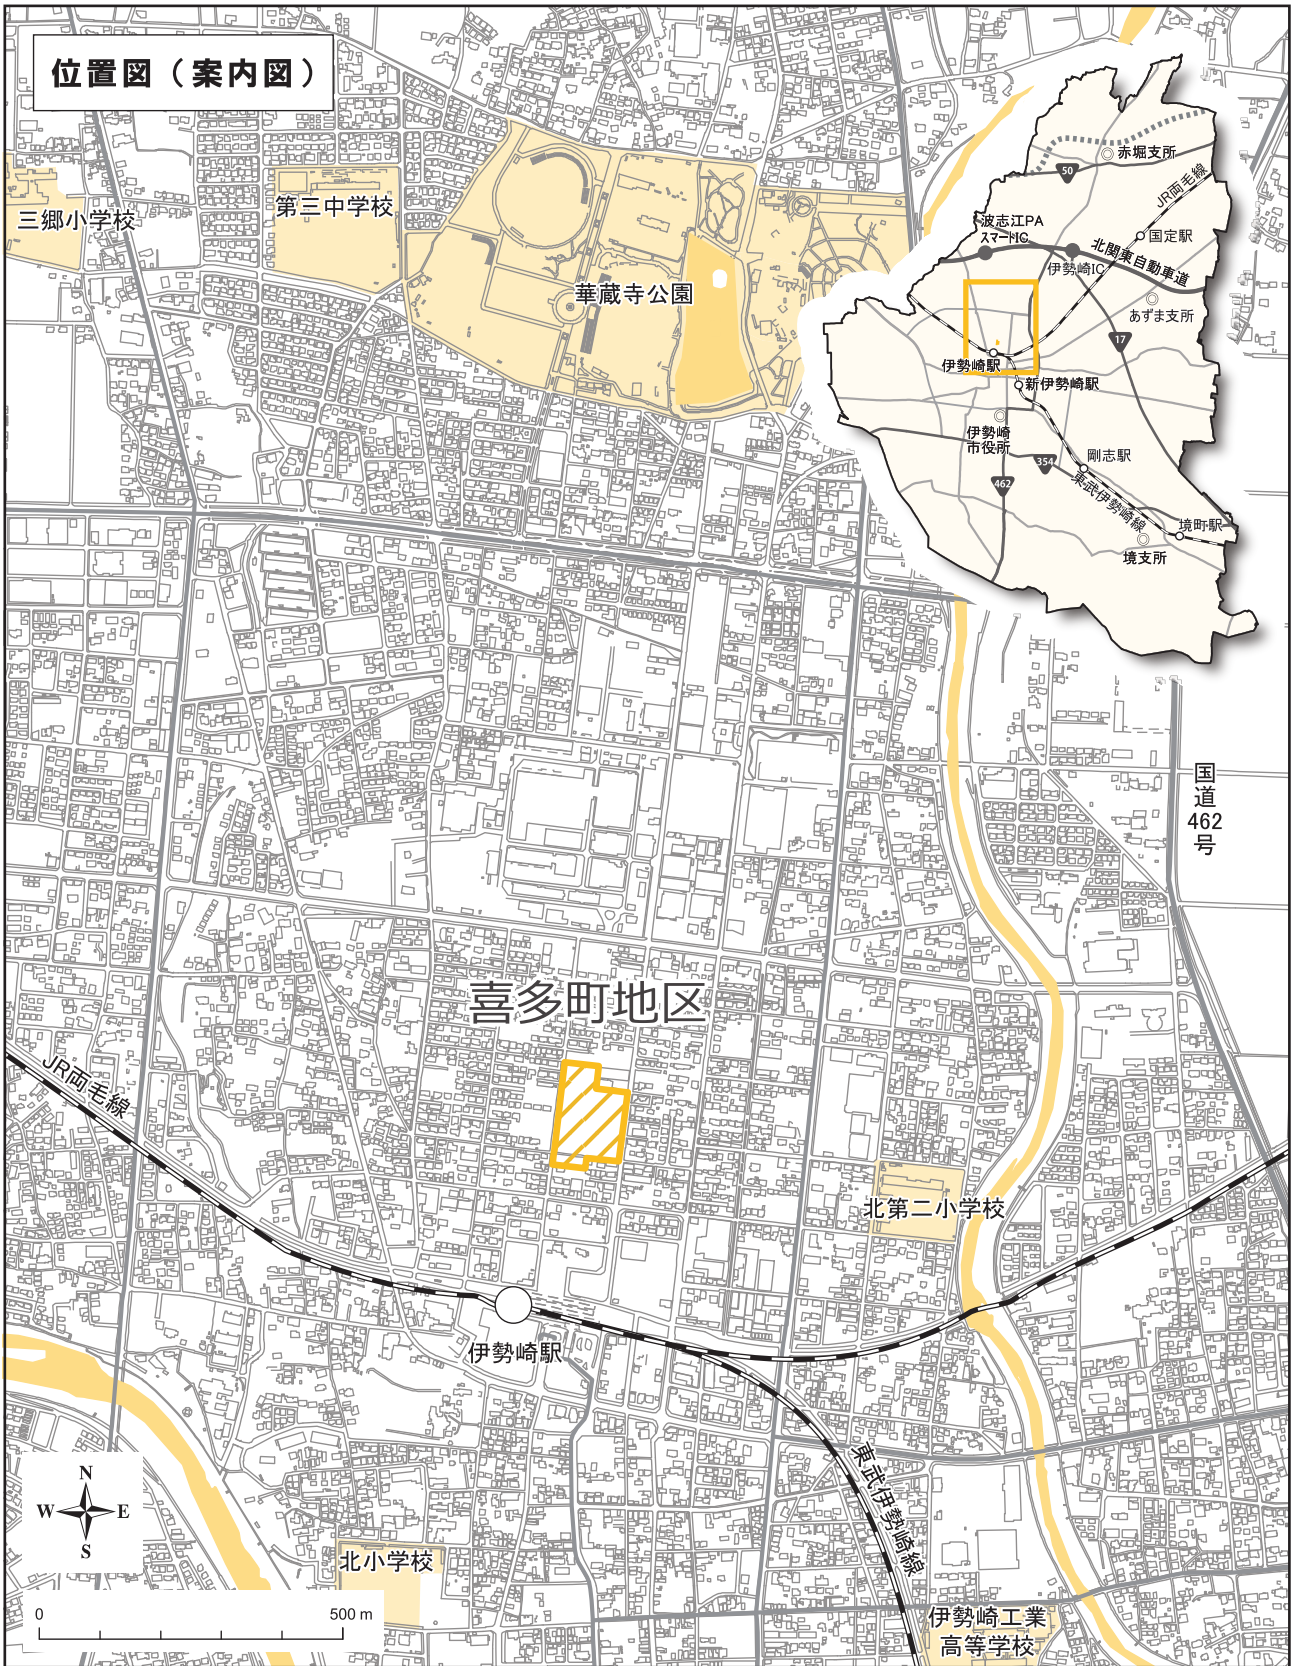 位置図（案内図）
三郷小学校
第三中学校
華蔵寺公園
赤堀支所
50
JR両毛線
波志江PA
スマートIC
国定駅
北関東自動車道
伊勢崎IC
あずま支所
17
伊勢崎駅
新伊勢崎駅
伊勢崎
市役所
354
剛志駅
462
東武伊勢崎線
境町駅
境支所
国道
462
号
喜多町地区
JR両毛線
北第二小学校
伊勢崎駅
東武伊勢崎線
N
W
E
S
北小学校
0
500 m
伊勢崎工業
高等学校